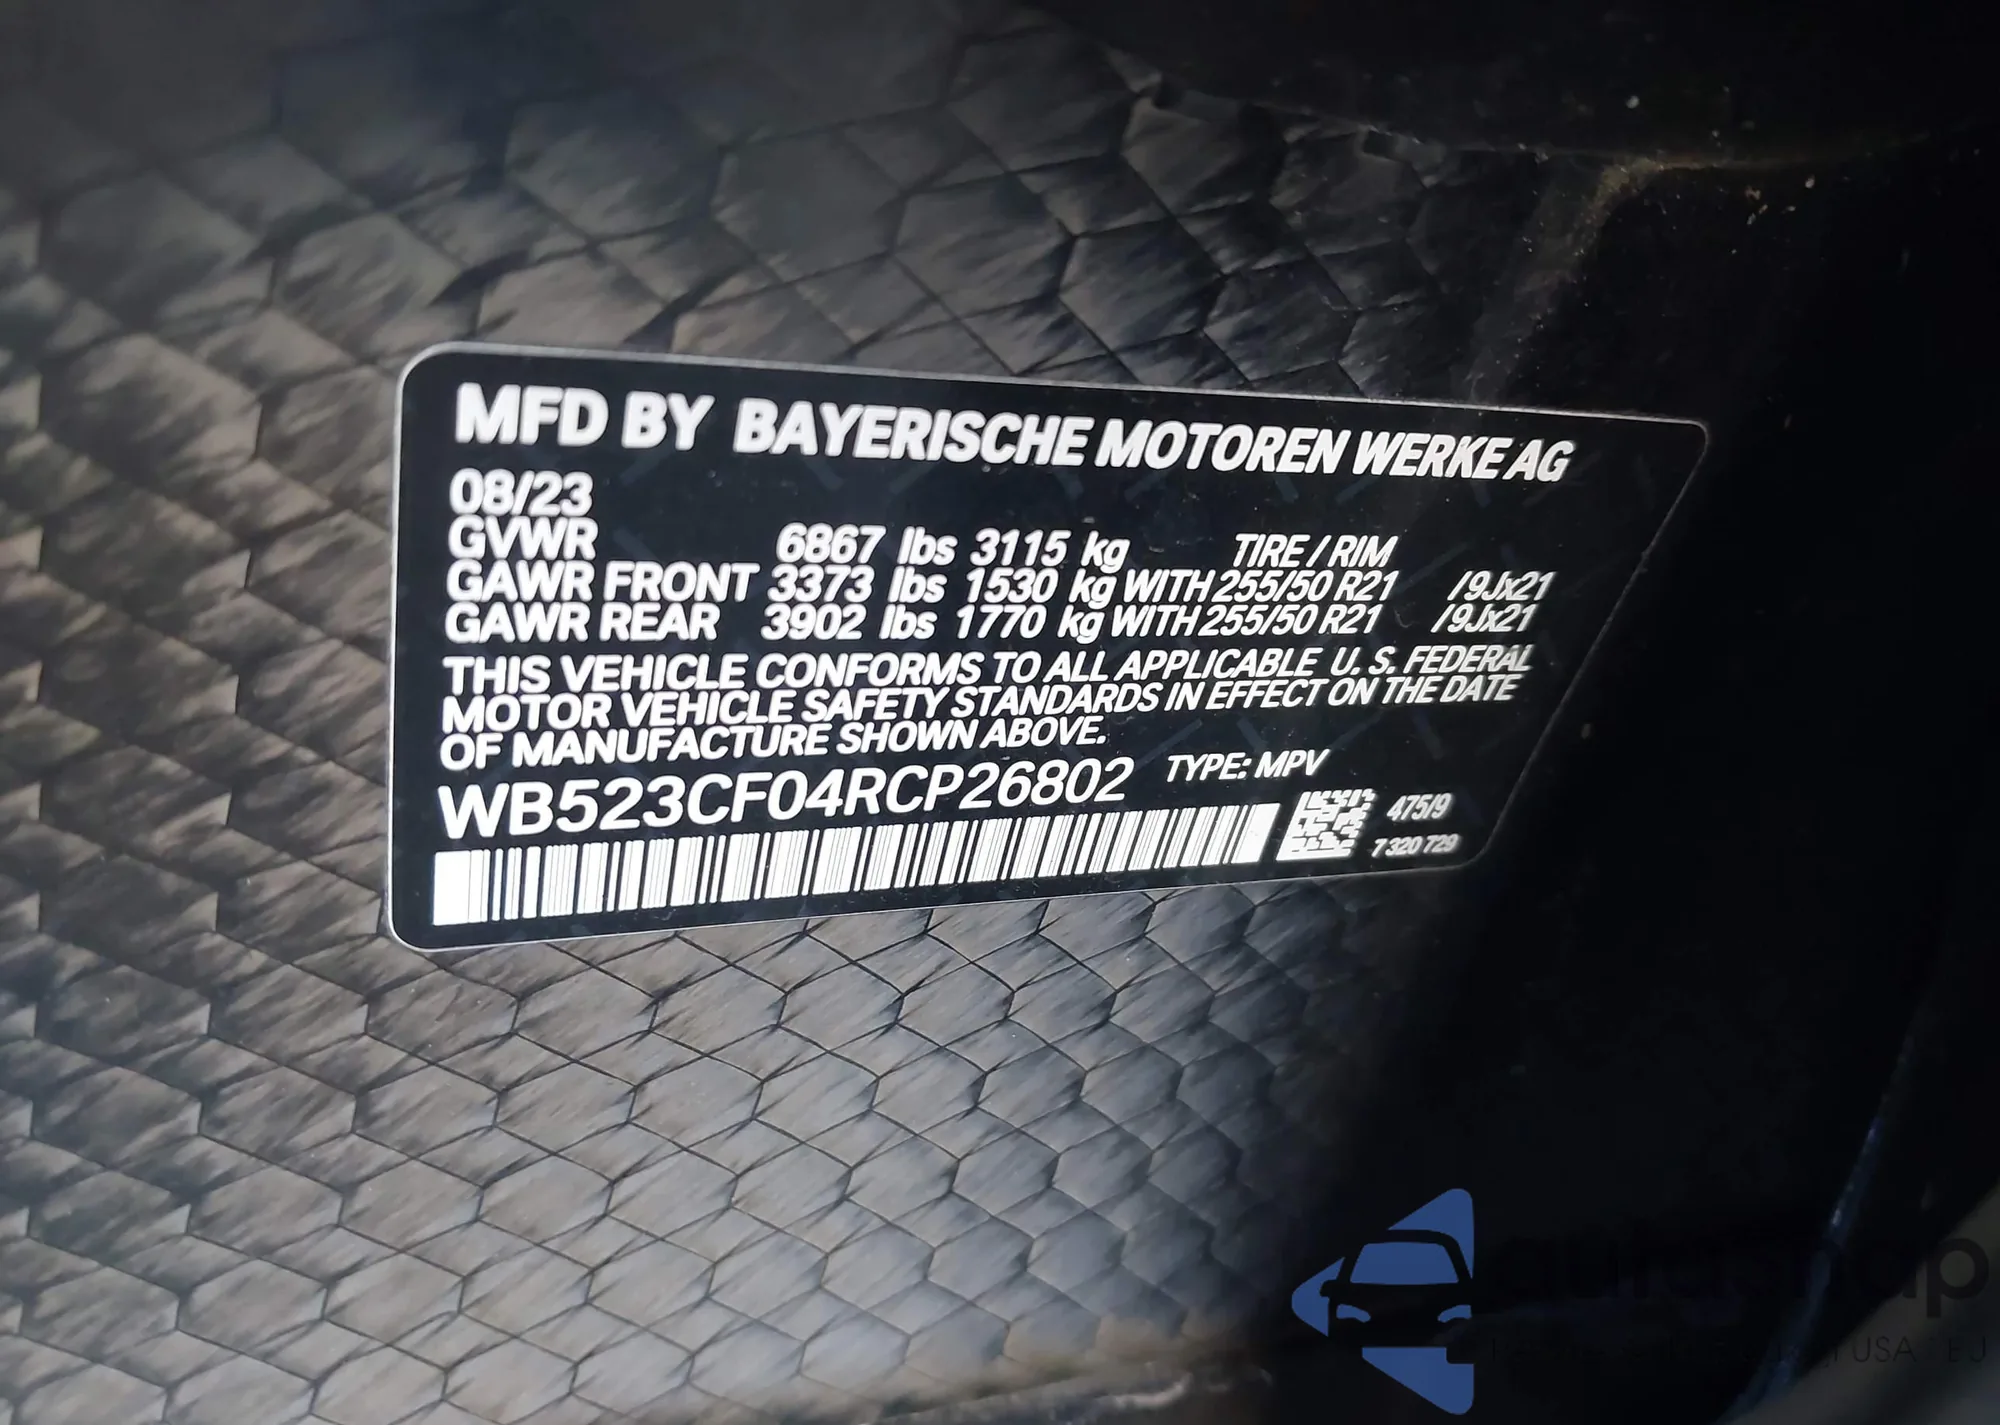 MFD BY BAYERISCHE MOTOREN WERKE AG
08/23
GVWR 6867 lbs 3115 kg TIRE / RIM
GAWR FRONT 3373 lbs 1530 kg WITH 255/50 R21 /9Jx21
GAWR REAR 3902 lbs 1770 kg WITH 255/50 R21 /9Jx21
THIS VEHICLE CONFORMS TO ALL APPLICABLE U. S. FEDERAL
MOTOR VEHICLE SAFETY STANDARDS IN EFFECT ON THE DATE
OF MANUFACTURE SHOWN ABOVE.
WB523CF04RCP26802 TYPE: MPV
475/9
7 320 729
USA